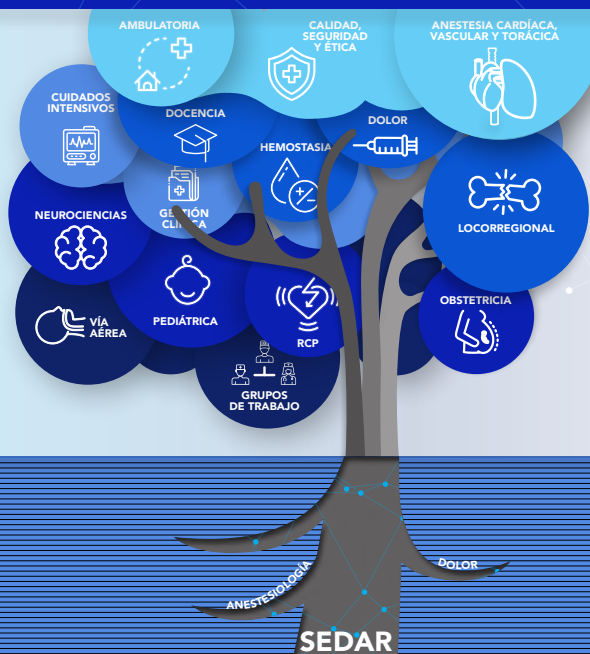 AMBULATORIA
CALIDAD,
SEGURIDAD
Y ÉTICA
ANESTESIA CARDÍACA,
VASCULAR Y TORÁCICA
CUIDADOS
INTENSIVOS
DOCENCIA
DOLOR
HEMOSTASIA
NEUROCIENCIAS
GESTIÓN
CLÍNICA
LOCORREGIONAL
VÍA
AÉREA
PEDIÁTRICA
RCP
OBSTETRICIA
GRUPOS
DE TRABAJO
ANESTESIOLOGÍA
DOLOR
SEDAR